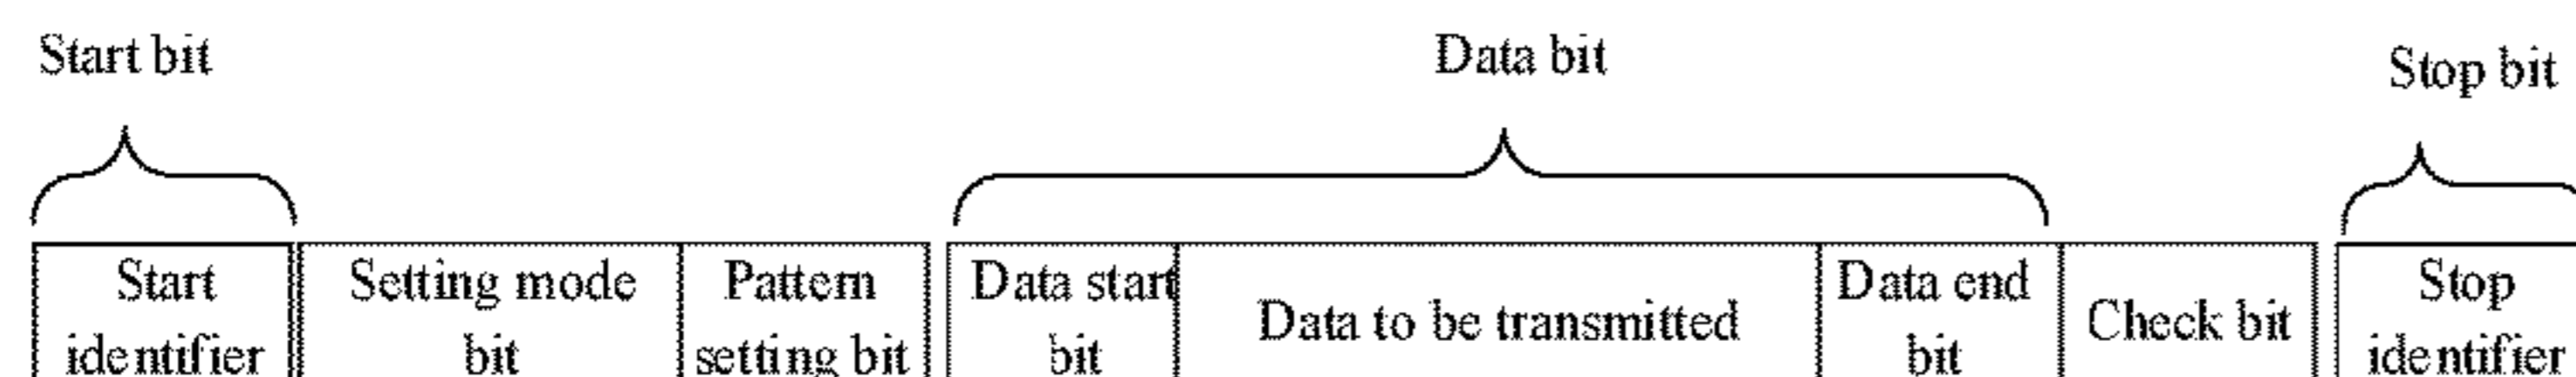 Start bit
Data bit
Stop bit
Start
identifier
Setting mode
bit
Pattern
setting bit
Data start
bit
Data to be transmitted
Data end
bit
Check bit
Stop
identifier